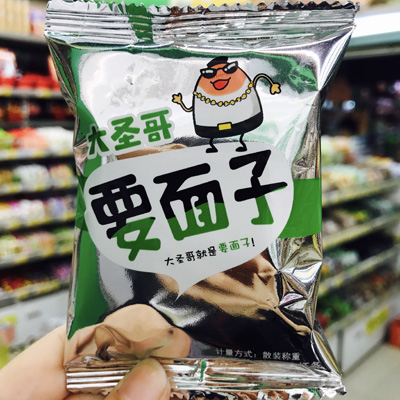 大圣哥
要面子
大圣哥就是要面子!
计量方式: 散装称重